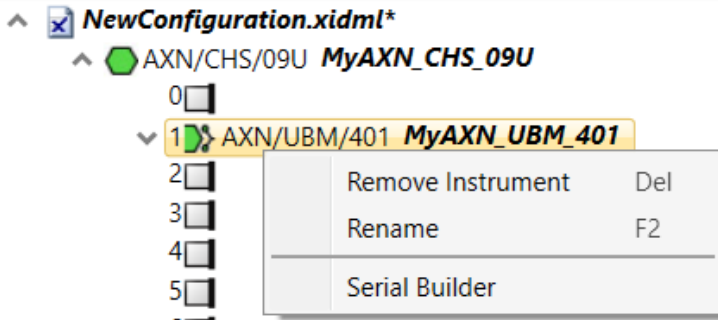 NewConfiguration.xidml*
AXN/CHS/09U MyAXN_CHS_09U
0
1 AXN/UBM/401 MyAXN_UBM_401
2
Remove Instrument Del
3
Rename F2
4
5
Serial Builder